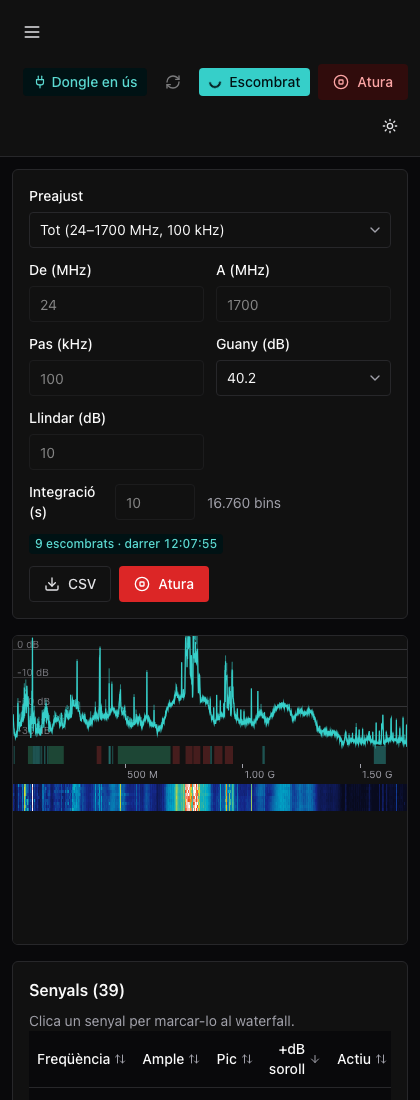 Dongle en ús
Escombrat
Atura
Preajust
Tot (24–1700 MHz, 100 kHz)
De (MHz)
A (MHz)
24
1700
Pas (kHz)
Guany (dB)
100
40.2
Llindar (dB)
10
Integració
(s)
10
16.760 bins
9 escombrats · darrer 12:07:55
CSV
Atura
0 dB
-10 dB
500 M
1.00 G
1.50 G
Senyals (39)
Clica un senyal per marcar-lo al waterfall.
Freqüència
Ample
Pic
+dB
soroll
Actiu